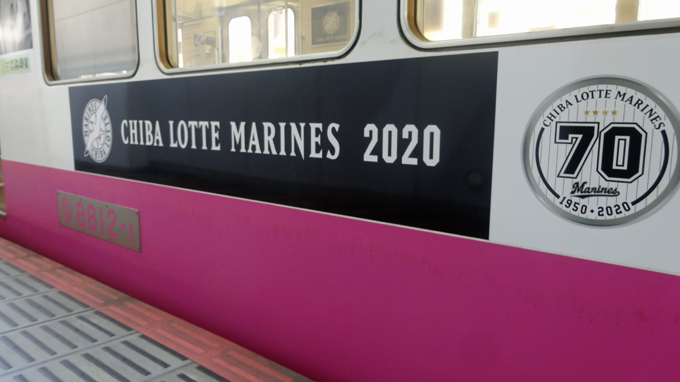 CHIBA LOTTE MARINES 2020
CHIBA LOTTE MARINES
70
Marines
1950・2020
8812-1